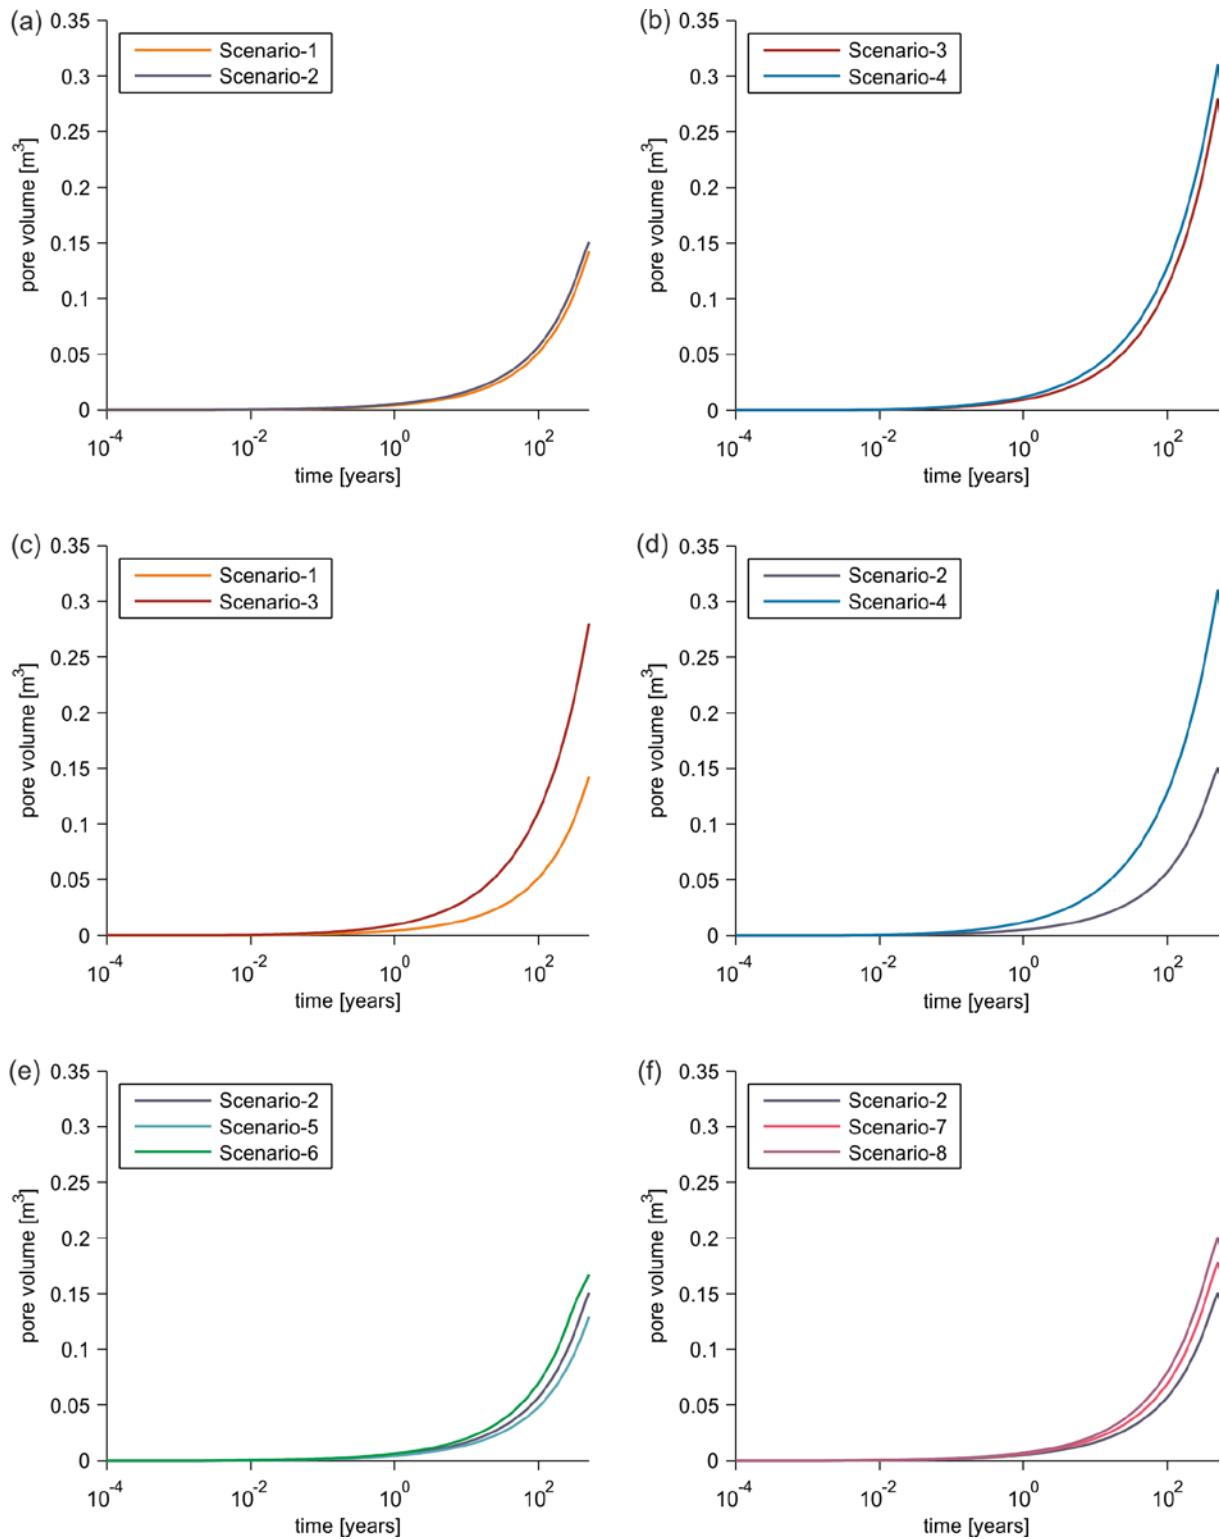 (a)
0.35
0.3
0.25
0.2
0.15
0.1
0.05
0
pore volume [m³]
Scenario-1
Scenario-2
10⁻⁴
10⁻²
10⁰
10²
time [years]
(b)
0.35
0.3
0.25
0.2
0.15
0.1
0.05
0
pore volume [m³]
Scenario-3
Scenario-4
10⁻⁴
10⁻²
10⁰
10²
time [years]
(c)
0.35
0.3
0.25
0.2
0.15
0.1
0.05
0
pore volume [m³]
Scenario-1
Scenario-3
10⁻⁴
10⁻²
10⁰
10²
time [years]
(d)
0.35
0.3
0.25
0.2
0.15
0.1
0.05
0
pore volume [m³]
Scenario-2
Scenario-4
10⁻⁴
10⁻²
10⁰
10²
time [years]
(e)
0.35
0.3
0.25
0.2
0.15
0.1
0.05
0
pore volume [m³]
Scenario-2
Scenario-5
Scenario-6
10⁻⁴
10⁻²
10⁰
10²
time [years]
(f)
0.35
0.3
0.25
0.2
0.15
0.1
0.05
0
pore volume [m³]
Scenario-2
Scenario-7
Scenario-8
10⁻⁴
10⁻²
10⁰
10²
time [years]